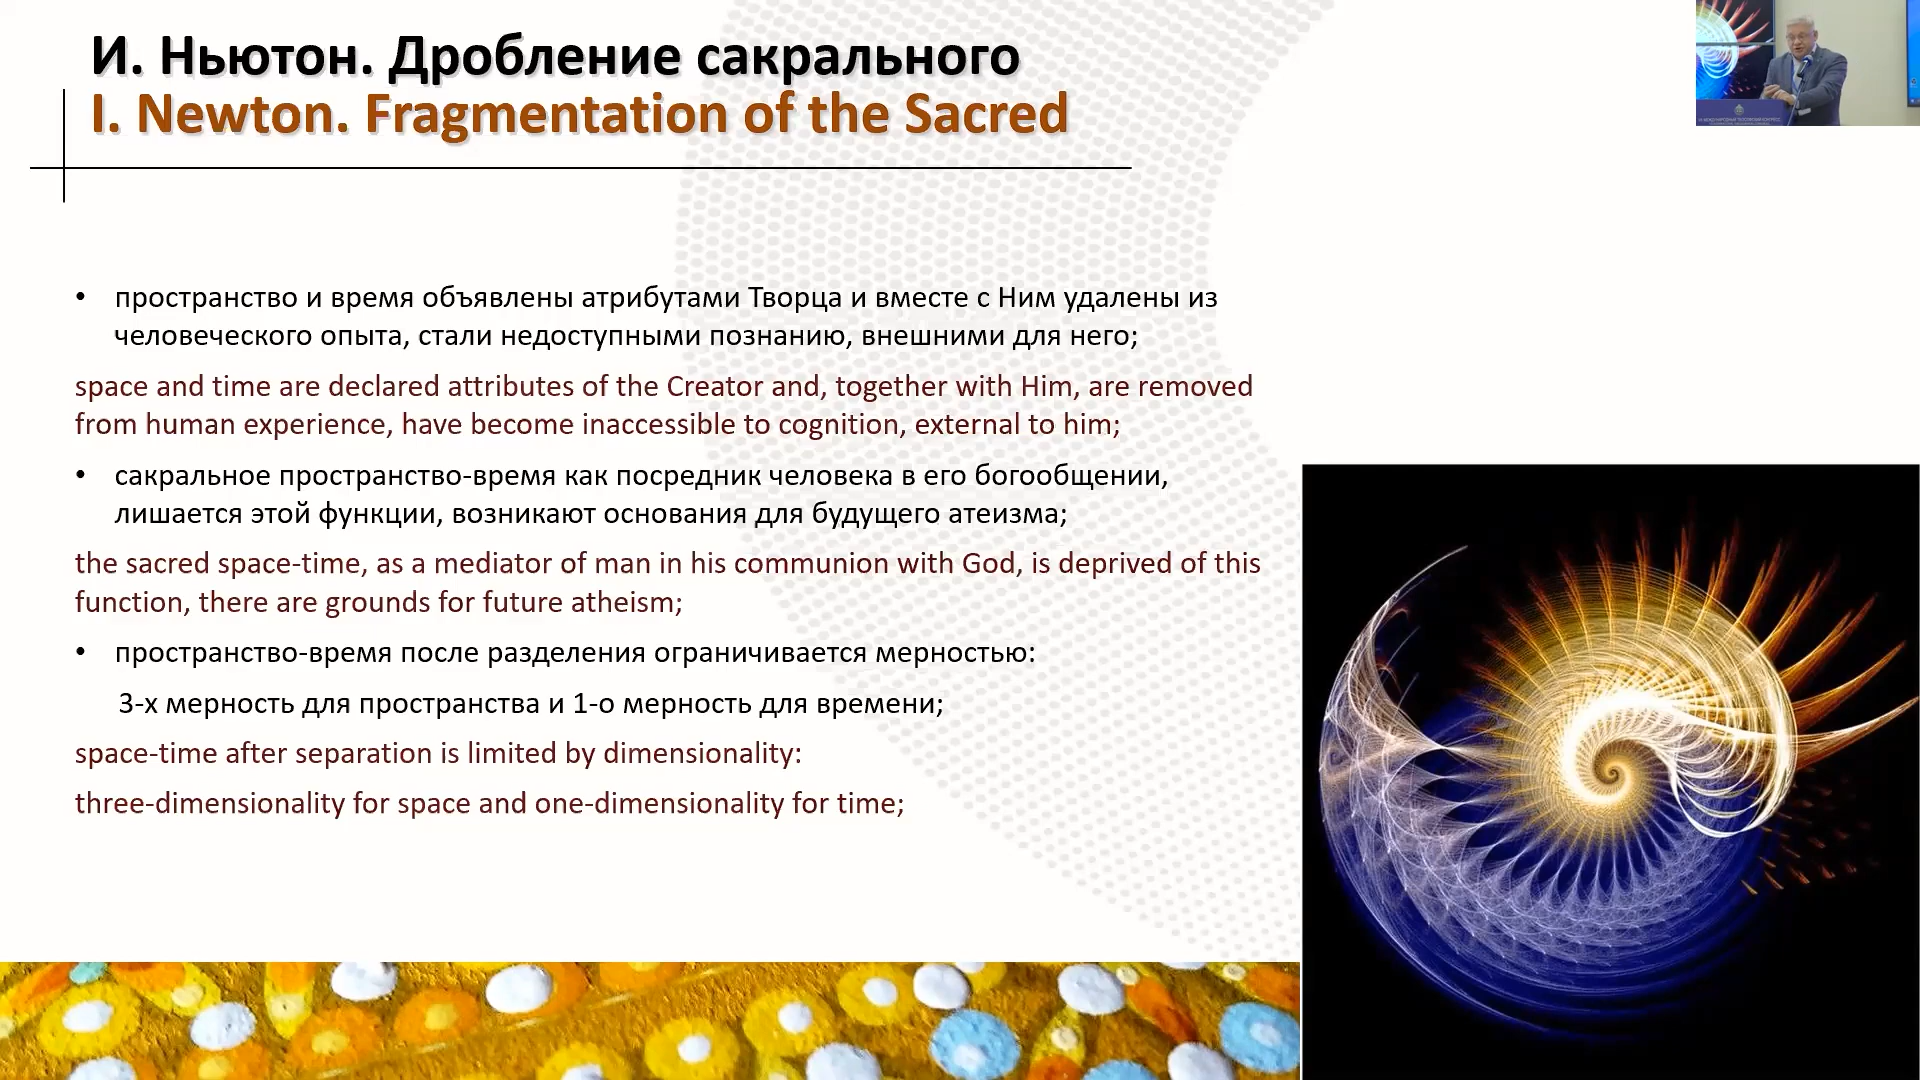 И. Ньютон. Дробление сакрального
I. Newton. Fragmentation of the Sacred
• пространство и время объявлены атрибутами Творца и вместе с Ним удалены из
человеческого опыта, стали недоступными познанию, внешними для него;
space and time are declared attributes of the Creator and, together with Him, are removed
from human experience, have become inaccessible to cognition, external to him;
• сакральное пространство-время как посредник человека в его богообщении,
лишается этой функции, возникают основания для будущего атеизма;
the sacred space-time, as a mediator of man in his communion with God, is deprived of this
function, there are grounds for future atheism;
• пространство-время после разделения ограничивается мерностью:
3-х мерность для пространства и 1-о мерность для времени;
space-time after separation is limited by dimensionality:
three-dimensionality for space and one-dimensionality for time;